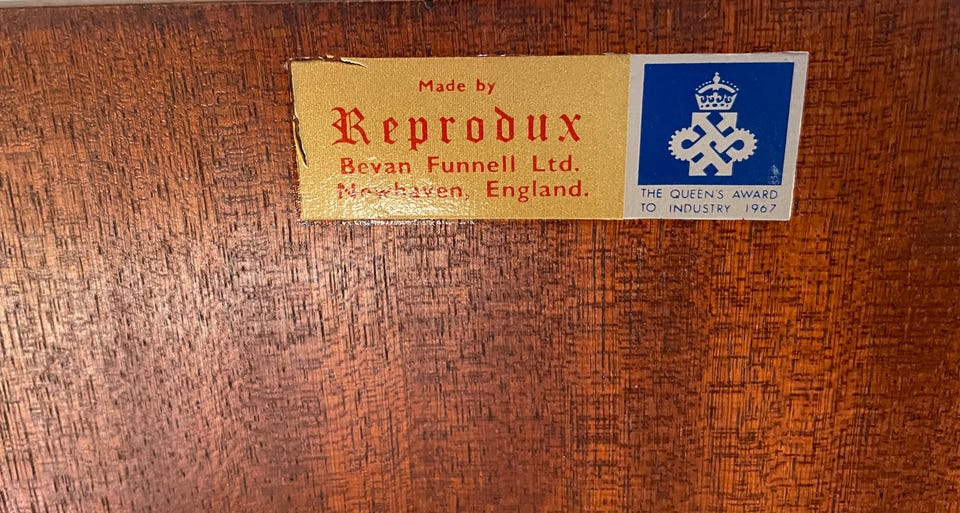 Made by
Reprodux
Bevan Funnell Ltd.
Newhaven, England.
THE QUEEN'S AWARD
TO INDUSTRY 1967